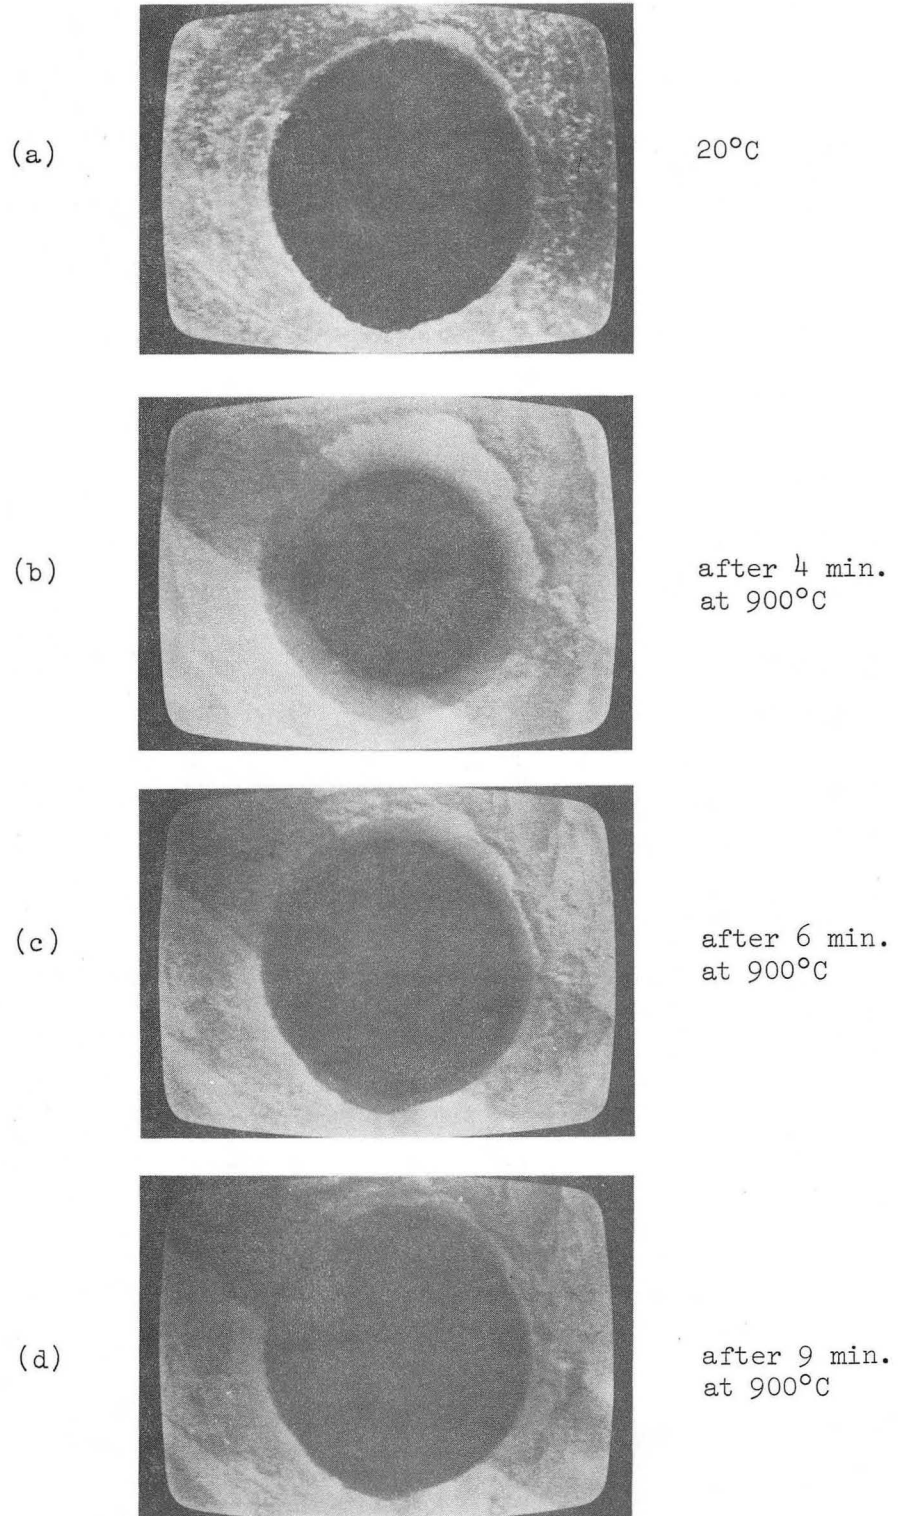 (a)
20°C
(b)
after 4 min.
at 900°C
(c)
after 6 min.
at 900°C
(d)
after 9 min.
at 900°C